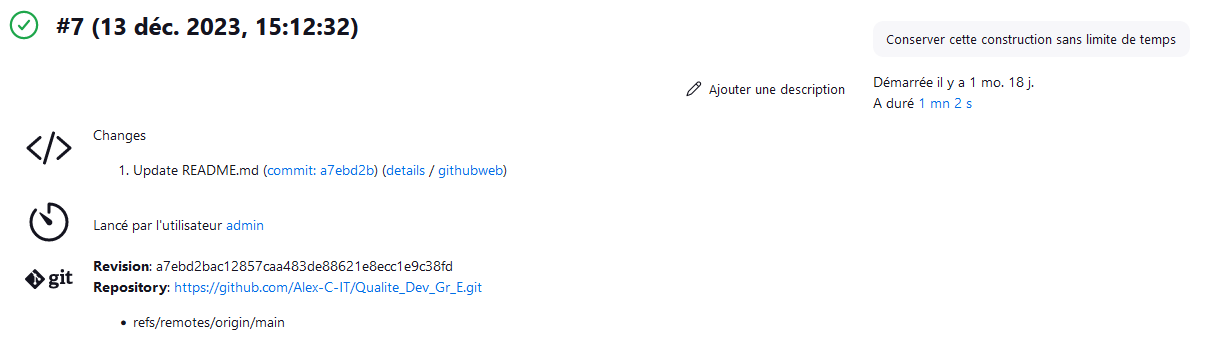 #7 (13 déc. 2023, 15:12:32)
Conserver cette construction sans limite de temps
Ajouter une description
Démarrée il y a 1 mo. 18 j.
A duré 1 mn 2 s
Changes
1. Update README.md (commit: a7ebd2b) (details / githubweb)
Lancé par l'utilisateur admin
git
Revision: a7ebd2bac12857caa483de88621e8ecc1e9c38fd
Repository: https://github.com/Alex-C-IT/Qualite_Dev_Gr_E.git
• refs/remotes/origin/main